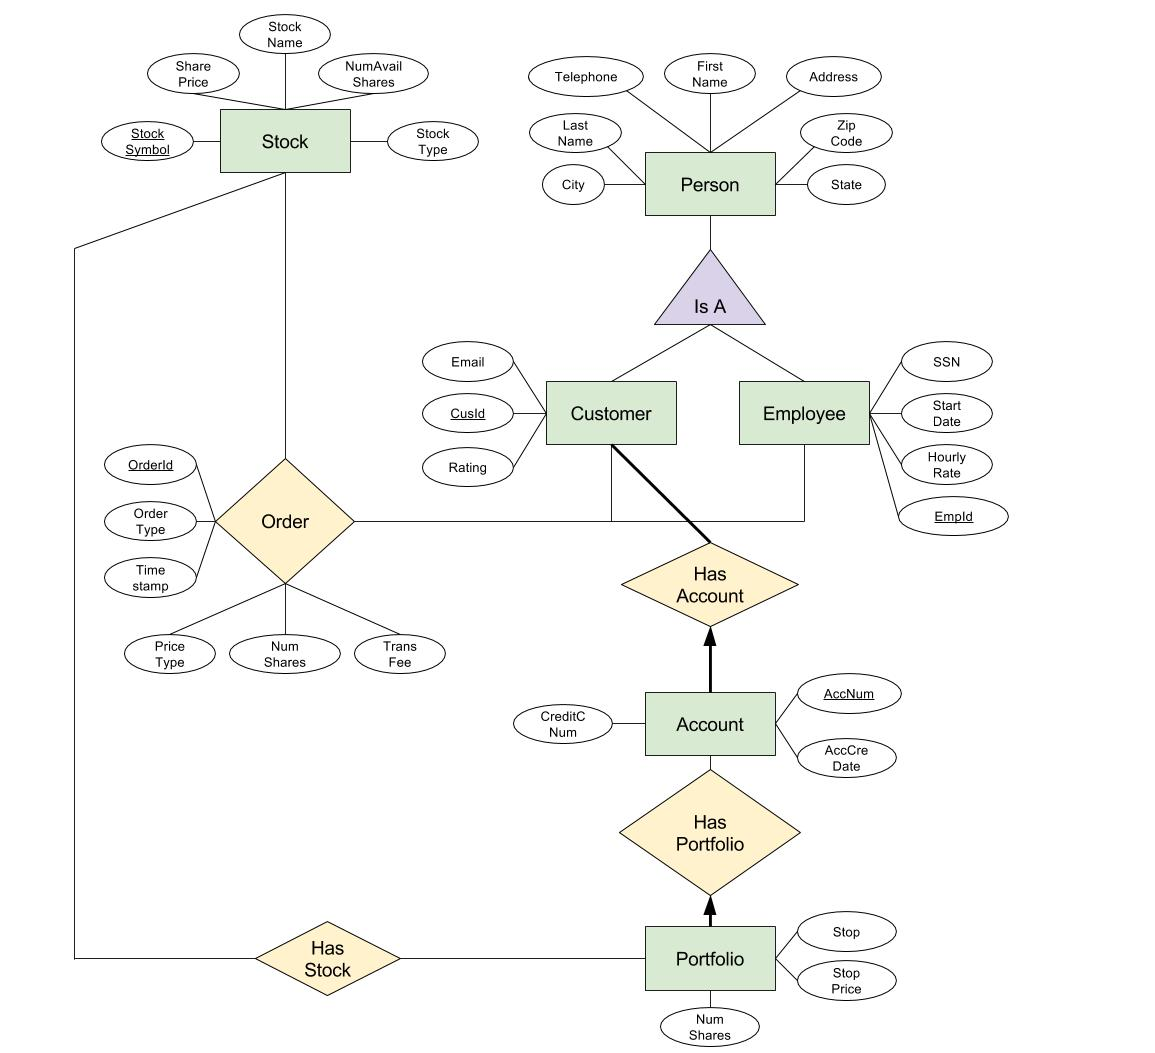 Stock
Name
Share
Price
NumAvail
Shares
Stock
Symbol
Stock
Stock
Type
Telephone
First
Name
Address
Last
Name
Zip
Code
City
Person
State
Is A
Email
CusId
Rating
Customer
Employee
SSN
Start
Date
Hourly
Rate
EmpId
OrderId
Order
Type
Time
stamp
Order
Price
Type
Num
Shares
Trans
Fee
Has
Account
CreditC
Num
Account
AccNum
AccCre
Date
Has
Portfolio
Has
Stock
Portfolio
Stop
Stop
Price
Num
Shares